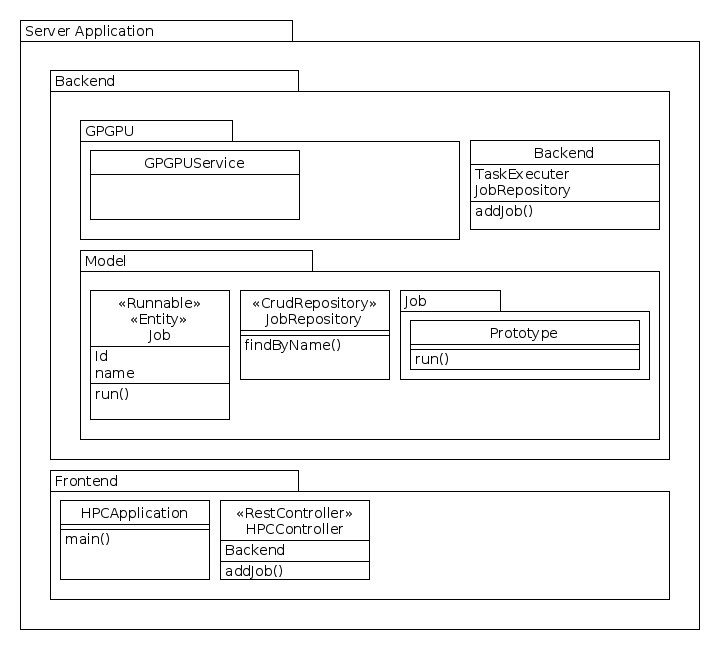 Server Application
Backend
GPGPU
GPGPUService
Backend
TaskExecuter
JobRepository
addJob()
Model
«Runnable»
«Entity»
Job
Id
name
run()
«CrudRepository»
JobRepository
findByName()
Job
Prototype
run()
Frontend
HPCApplication
main()
«RestController»
HPCController
Backend
addJob()